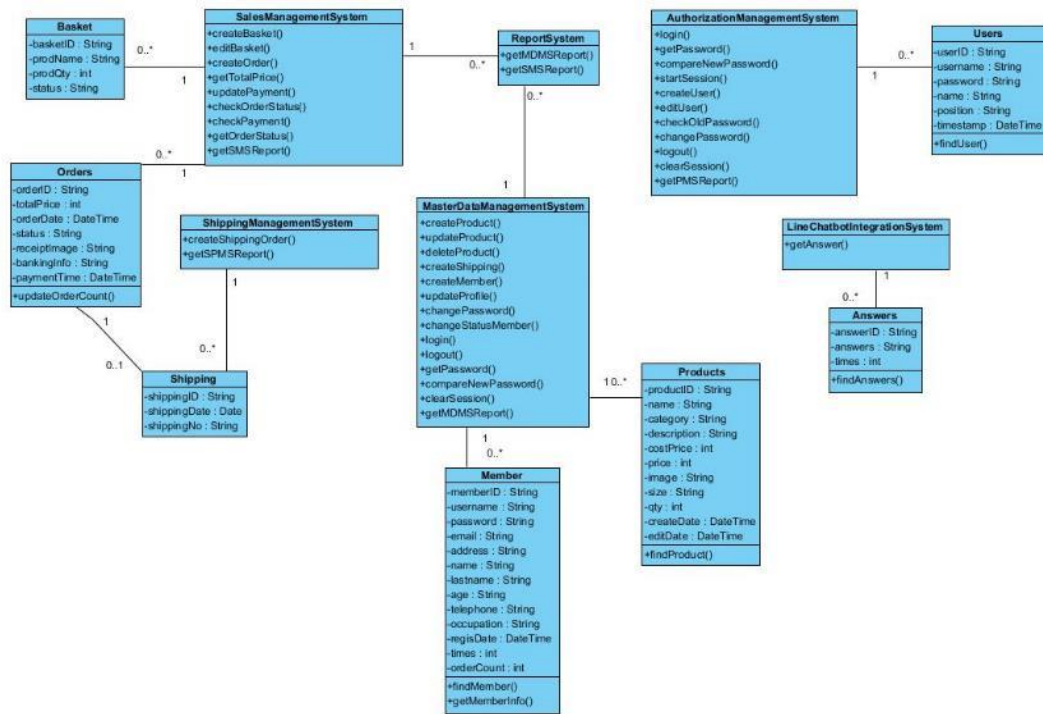 Basket
-basketID : String
-prodName : String
-prodQty : int
-status : String
0..*
1
SalesManagementSystem
+createBasket()
+editBasket()
+createOrder()
+getTotalPrice()
+updatePayment()
+checkOrderStatus()
+checkPayment()
+getOrderStatus()
+getSMSReport()
1
0..*
ReportSystem
+getMDMSReport()
+getSMSReport()
0..*
1
AuthorizationManagementSystem
+login()
+getPassword()
+compareNewPassword()
+startSession()
+createUser()
+editUser()
+checkOldPassword()
+changePassword()
+logout()
+clearSession()
+getPMSReport()
0..*
1
Users
-userID : String
-username : String
-password : String
-name : String
-position : String
-timestamp : DateTime
+findUser()
0..*
1
Orders
-orderID : String
-totalPrice : int
-orderDate : DateTime
-status : String
-receiptImage : String
-bankingInfo : String
-paymentTime : DateTime
+updateOrderCount()
1
0..1
ShippingManagementSystem
+createShippingOrder()
+getSPMSReport()
1
0..*
Shipping
-shippingID : String
-shippingDate : Date
-shippingNo : String
MasterDataManagementSystem
+createProduct()
+updateProduct()
+deleteProduct()
+createShipping()
+createMember()
+updateProfile()
+changePassword()
+changeStatusMember()
+login()
+logout()
+getPassword()
+compareNewPassword()
+clearSession()
+getMDMSReport()
1 0..*
1
0..*
LineChatbotIntegrationSystem
+getAnswer()
1
0..*
Answers
-answerID : String
-answers : String
-times : int
+findAnswers()
Products
-productID : String
-name : String
-category : String
-description : String
-costPrice : int
-price : int
-image : String
-size : String
-qty : int
-createDate : DateTime
-editDate : DateTime
+findProduct()
Member
-memberID : String
-username : String
-password : String
-email : String
-address : String
-name : String
-lastname : String
-age : String
-telephone : String
-occupation : String
-regisDate : DateTime
-times : int
-orderCount : int
+findMember()
+getMemberInfo()